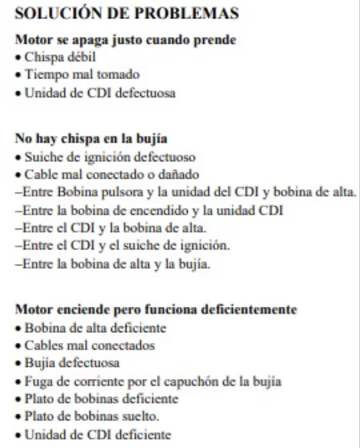 SOLUCIÓN DE PROBLEMAS
Motor se apaga justo cuando prende
• Chispa débil
• Tiempo mal tomado
• Unidad de CDI defectuosa
No hay chispa en la bujía
• Suiche de ignición defectuoso
• Cable mal conectado o dañado
–Entre Bobina pulsora y la unidad del CDI y bobina de alta.
–Entre la bobina de encendido y la unidad CDI
–Entre el CDI y la bobina de alta.
–Entre el CDI y el suiche de ignición.
–Entre la bobina de alta y la bujía.
Motor enciende pero funciona deficientemente
• Bobina de alta deficiente
• Cables mal conectados
• Bujía defectuosa
• Fuga de corriente por el capuchón de la bujía
• Plato de bobinas deficiente
• Plato de bobinas suelto.
• Unidad de CDI deficiente